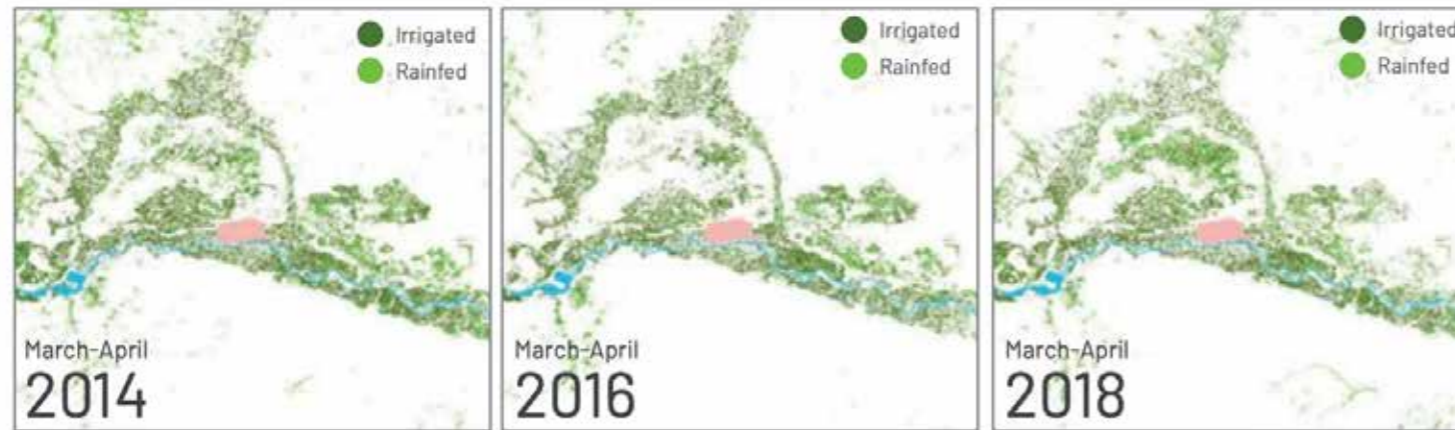 Irrigated
Rainfed
March-April
2014
Irrigated
Rainfed
March-April
2016
Irrigated
Rainfed
March-April
2018